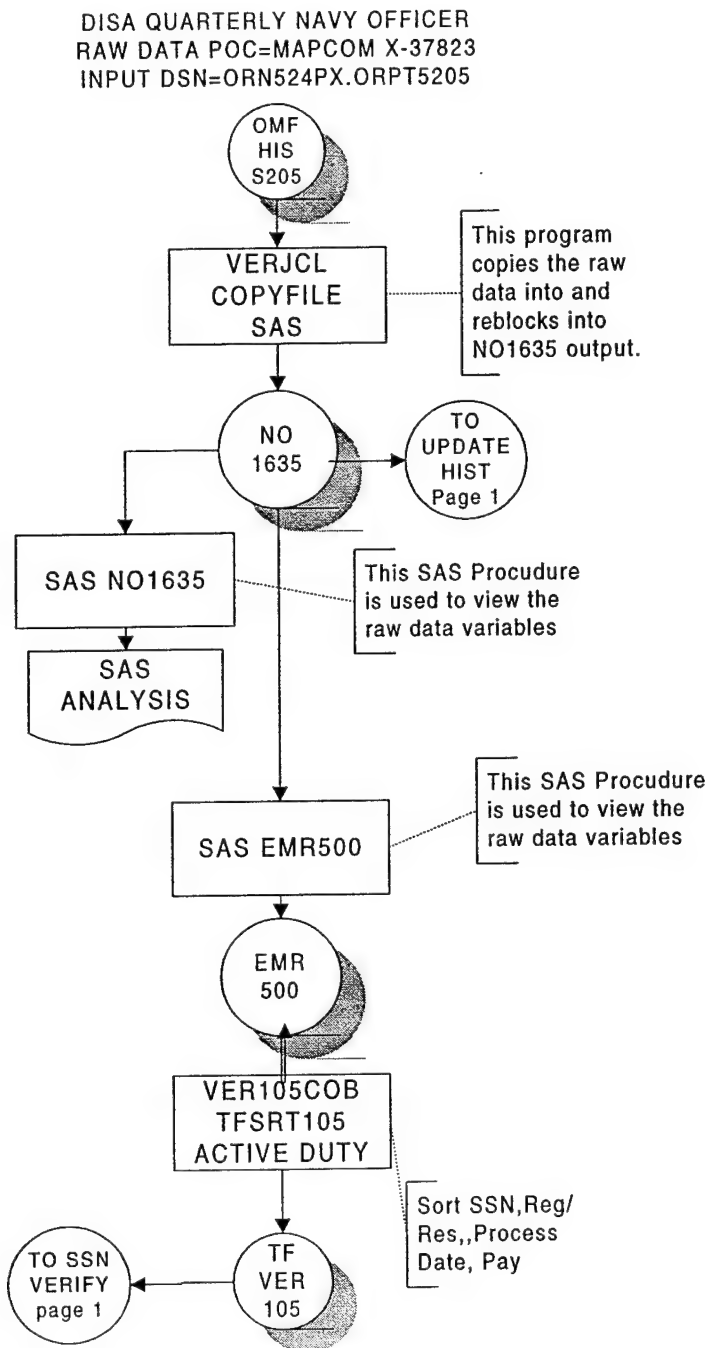 DISA QUARTERLY NAVY OFFICER
RAW DATA POC=MAPCOM X-37823
INPUT DSN=ORN524PX.ORPT5205
OMF
HIS
S205
VERJCL
COPYFILE
SAS
This program
copies the raw
data into and
reblocks into
NO1635 output.
NO
1635
TO
UPDATE
HIST
Page 1
SAS NO1635
This SAS Procudure
is used to view the
raw data variables
SAS
ANALYSIS
This SAS Procudure
is used to view the
raw data variables
SAS EMR500
EMR
500
VER105COB
TFSRT105
ACTIVE DUTY
Sort SSN,Reg/
Res,,Process
Date, Pay
TO SSN
VERIFY
page 1
TF
VER
105